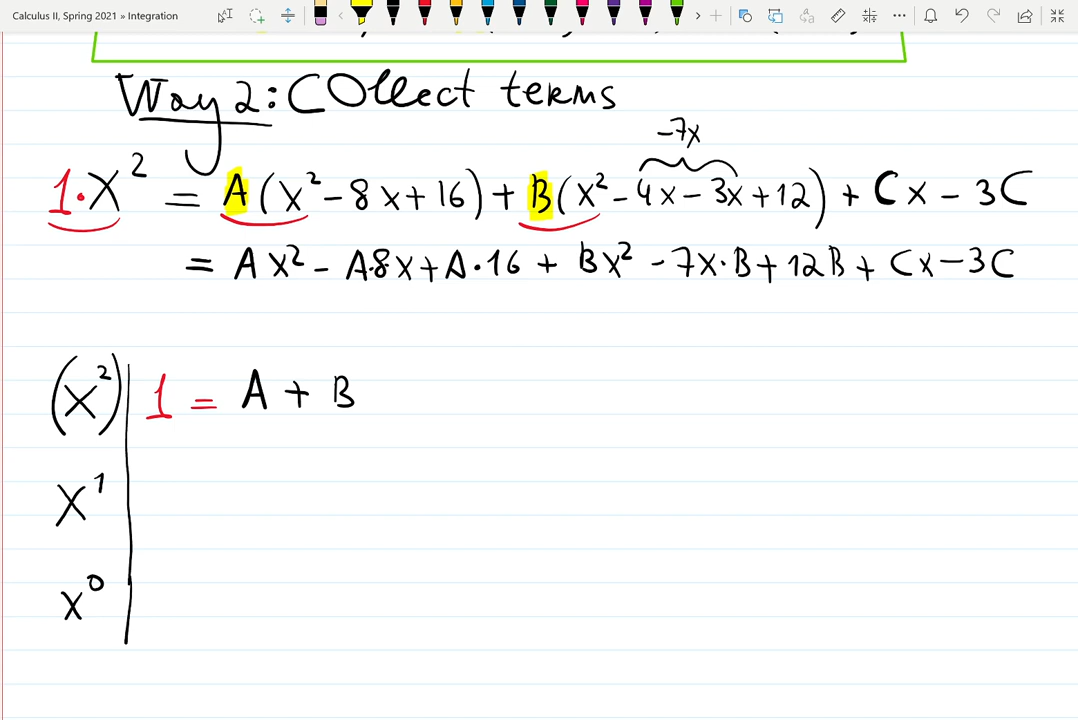 Calculus II, Spring 2021 » Integration
Way 2: Collect terms
-7x
1·x² = A(x² - 8x + 16) + B(x² - 4x - 3x + 12) + Cx - 3C
= Ax² - A·8x + A·16 + Bx² - 7x·B + 12B + Cx - 3C
(x²) | 1 = A + B
x¹
x⁰